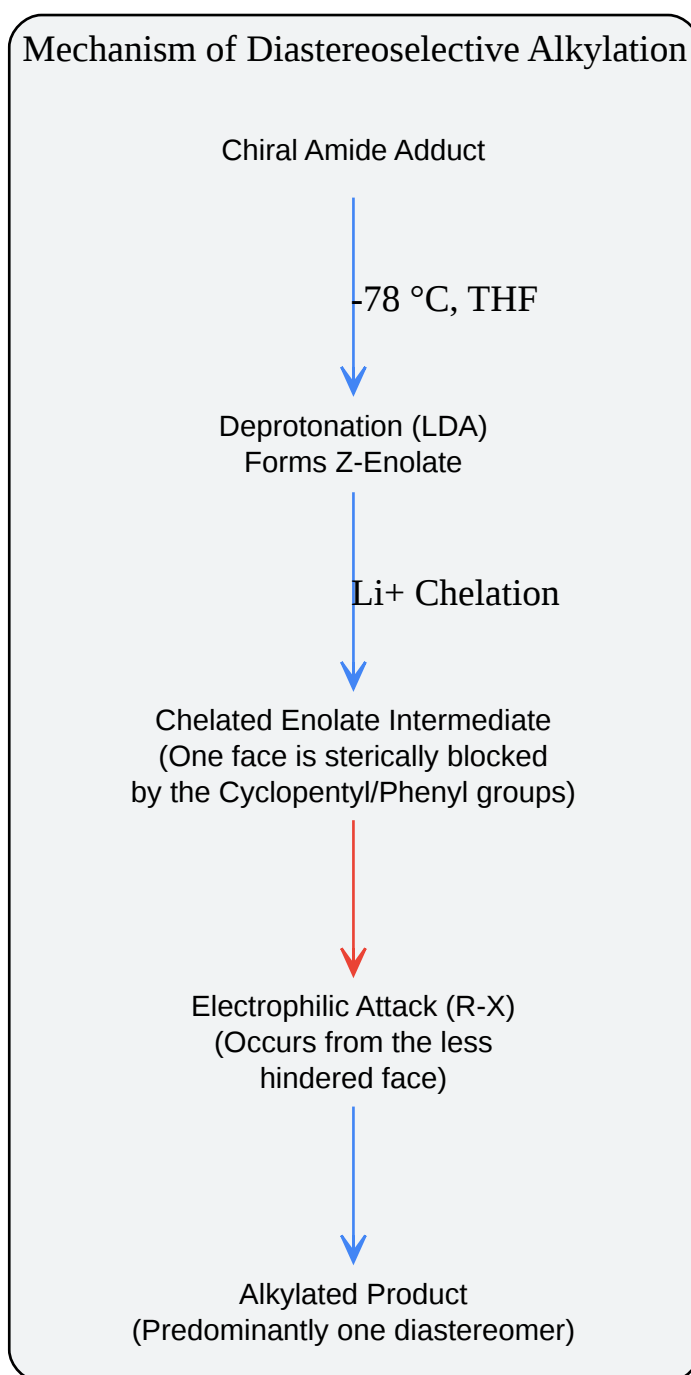 Mechanism of Diastereoselective Alkylation
Chiral Amide Adduct
-78 °C, THF
Deprotonation (LDA)
Forms Z-Enolate
Li+ Chelation
Chelated Enolate Intermediate
(One face is sterically blocked
by the Cyclopentyl/Phenyl groups)
Electrophilic Attack (R-X)
(Occurs from the less
hindered face)
Alkylated Product
(Predominantly one diastereomer)